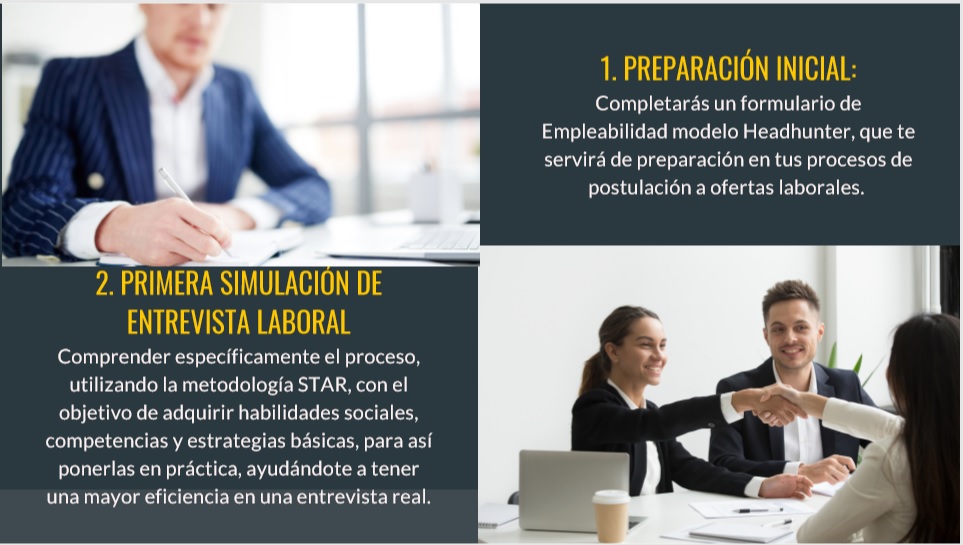 1. PREPARACIÓN INICIAL:
Completarás un formulario de
Empleabilidad modelo Headhunter, que te
servirá de preparación en tus procesos de
postulación a ofertas laborales.
2. PRIMERA SIMULACIÓN DE
ENTREVISTA LABORAL
Comprender específicamente el proceso,
utilizando la metodología STAR, con el
objetivo de adquirir habilidades sociales,
competencias y estrategias básicas, para así
ponerlas en práctica, ayudándote a tener
una mayor eficiencia en una entrevista real.